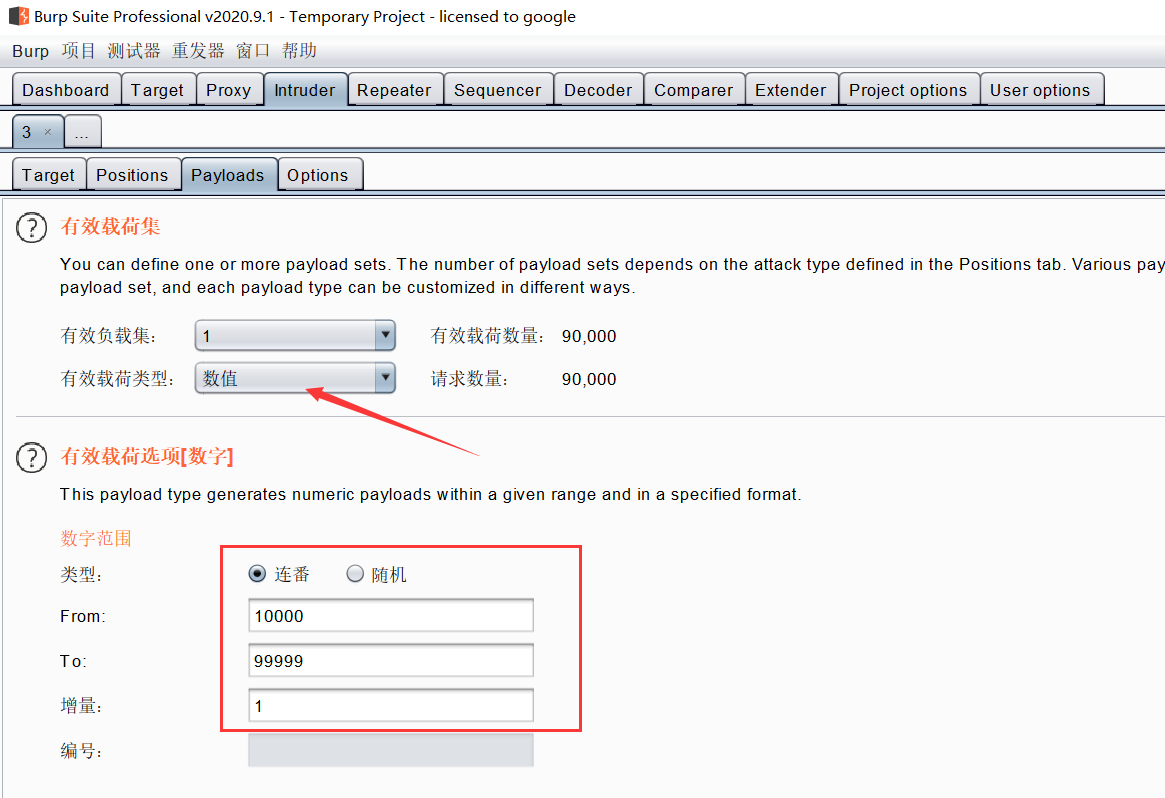 Burp Suite Professional v2020.9.1 - Temporary Project - licensed to google
Burp 项目 测试器 重发器 窗口 帮助
Dashboard Target Proxy Intruder Repeater Sequencer Decoder Comparer Extender Project options User options
3 × ...
Target Positions Payloads Options
? 有效载荷集
You can define one or more payload sets. The number of payload sets depends on the attack type defined in the Positions tab. Various pay
payload set, and each payload type can be customized in different ways.
有效负载集: 1 有效载荷数量: 90,000
有效载荷类型: 数值 请求数量: 90,000
? 有效载荷选项[数字]
This payload type generates numeric payloads within a given range and in a specified format.
数字范围
类型: 连番 随机
From: 10000
To: 99999
增量: 1
编号: